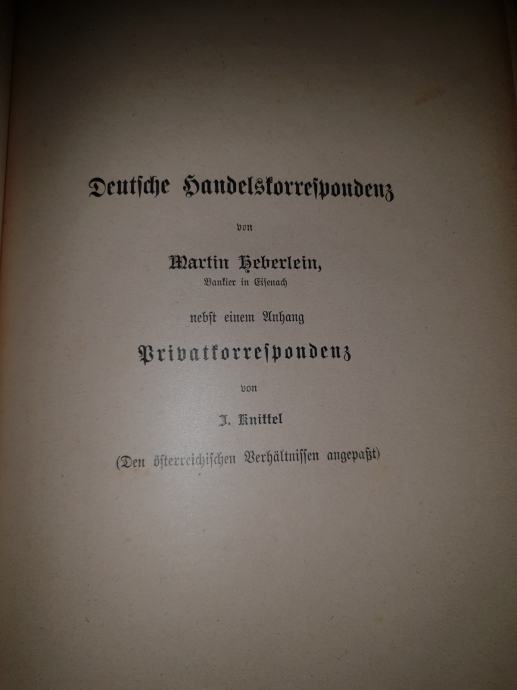 Deutsche Handelskorrespondenz
von
Martin Heberlein,
Bankier in Eisenach
nebst einem Anhang
Privatkorrespondenz
von
J. Knittel
(Den österreichischen Verhältnissen angepaßt)